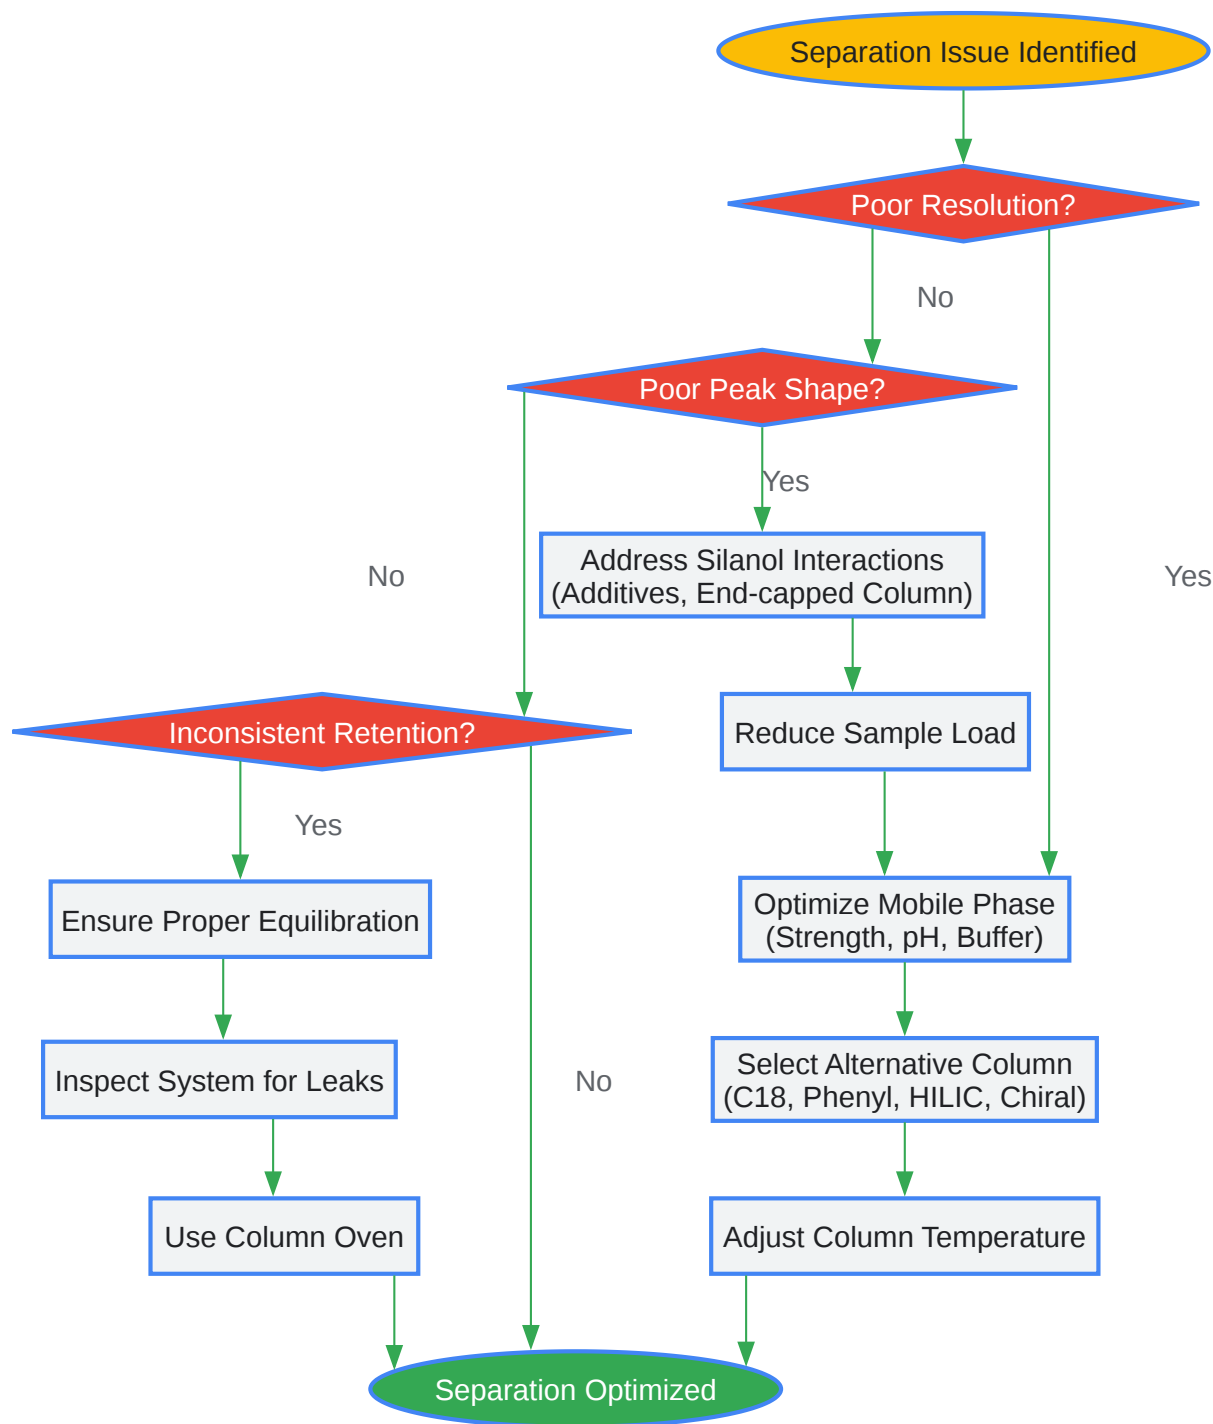 Separation Issue Identified
Poor Resolution?
No
Poor Peak Shape?
Yes
Address Silanol Interactions
(Additives, End-capped Column)
No
Yes
Inconsistent Retention?
Reduce Sample Load
Yes
Ensure Proper Equilibration
Optimize Mobile Phase
(Strength, pH, Buffer)
Inspect System for Leaks
No
Select Alternative Column
(C18, Phenyl, HILIC, Chiral)
Use Column Oven
Adjust Column Temperature
Separation Optimized